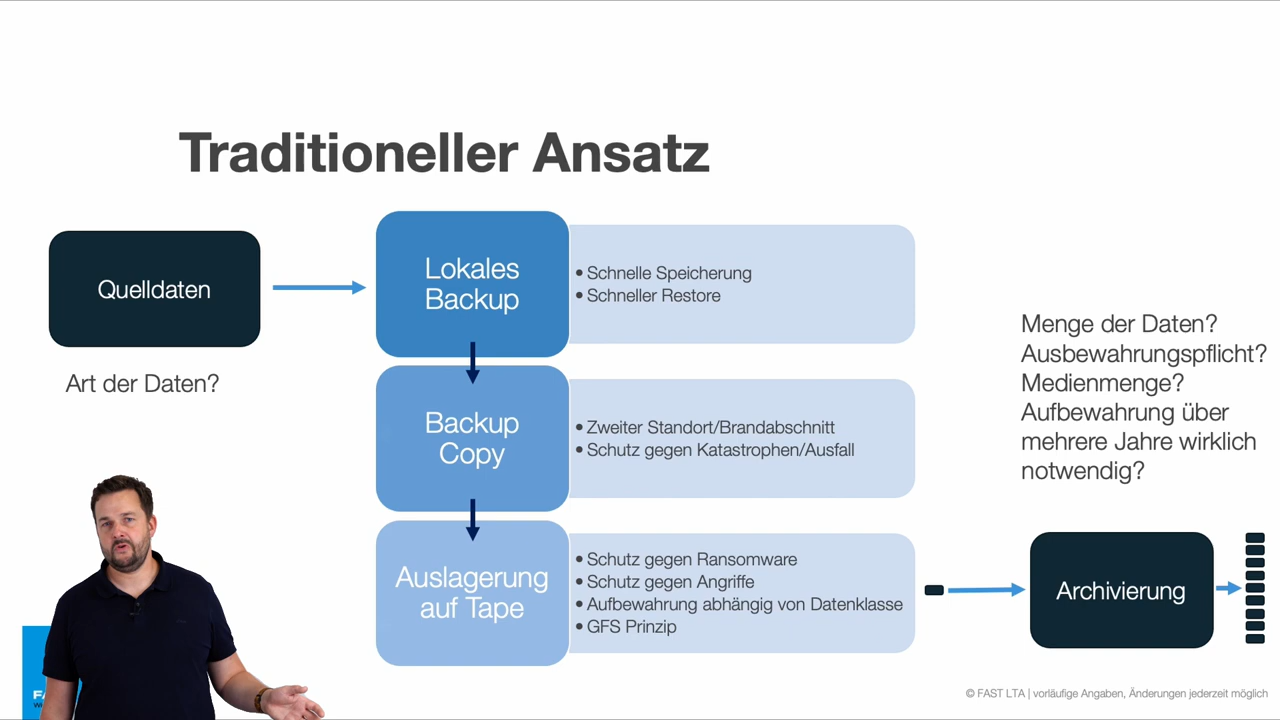 Traditioneller Ansatz
Quelldaten
Art der Daten?
Lokales
Backup
• Schnelle Speicherung
• Schneller Restore
Backup
Copy
• Zweiter Standort/Brandabschnitt
• Schutz gegen Katastrophen/Ausfall
Auslagerung
auf Tape
• Schutz gegen Ransomware
• Schutz gegen Angriffe
• Aufbewahrung abhängig von Datenklasse
• GFS Prinzip
Menge der Daten?
Ausbewahrungspflicht?
Medienmenge?
Aufbewahrung über
mehrere Jahre wirklich
notwendig?
Archivierung
© FAST LTA | vorläufige Angaben, Änderungen jederzeit möglich